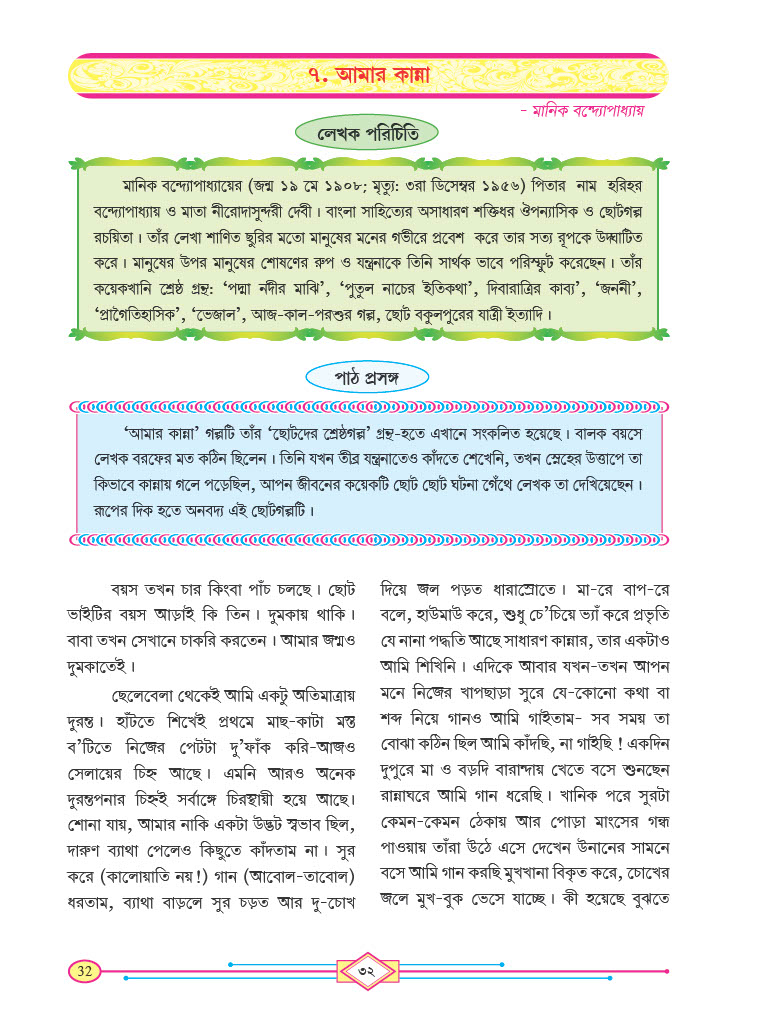 ৭. আমার কান্না
- মানিক বন্দ্যোপাধ্যায়
লেখক পরিচিতি
মানিক বন্দ্যোপাধ্যায়ের (জন্ম ১৯ মে ১৯০৮; মৃত্যু: ৩রা ডিসেম্বর ১৯৫৬) পিতার নাম হরিহর
বন্দ্যোপাধ্যায় ও মাতা নীরোদাসুন্দরী দেবী। বাংলা সাহিত্যের অসাধারণ শক্তিধর ঔপন্যাসিক ও ছোটগল্প
রচয়িতা। তাঁর লেখা শাণিত ছুরির মতো মানুষের মনের গভীরে প্রবেশ করে তার সত্য রূপকে উদ্ঘাটিত
করে। মানুষের উপর মানুষের শোষণের রুপ ও যন্ত্রনাকে তিনি সার্থক ভাবে পরিস্ফুট করেছেন। তাঁর
কয়েকখানি শ্রেষ্ঠ গ্রন্থ: ‘পদ্মা নদীর মাঝি’, ‘পুতুল নাচের ইতিকথা’, দিবারাত্রির কাব্য’, ‘জননী’,
‘প্রাগৈতিহাসিক’, ‘ভেজাল’, আজ-কাল-পরশুর গল্প, ছোট বকুলপুরের যাত্রী ইত্যাদি।
পাঠ প্রসঙ্গ
‘আমার কান্না’ গল্পটি তাঁর ‘ছোটদের শ্রেষ্ঠগল্প’ গ্রন্থ-হতে এখানে সংকলিত হয়েছে। বালক বয়সে
লেখক বরফের মত কঠিন ছিলেন। তিনি যখন তীব্র যন্ত্রনাতেও কাঁদতে শেখেনি, তখন স্নেহের উত্তাপে তা
কিভাবে কান্নায় গলে পড়েছিল, আপন জীবনের কয়েকটি ছোট ছোট ঘটনা গেঁথে লেখক তা দেখিয়েছেন।
রূপের দিক হতে অনবদ্য এই ছোটগল্পটি।
বয়স তখন চার কিংবা পাঁচ চলছে। ছোট
ভাইটির বয়স আড়াই কি তিন। দুমকায় থাকি।
বাবা তখন সেখানে চাকরি করতেন। আমার জন্মও
দুমকাতেই।
ছেলেবেলা থেকেই আমি একটু অতিমাত্রায়
দুরন্ত। হাঁটতে শিখেই প্রথমে মাছ-কাটা মস্ত
ব’টিতে নিজের পেটটা দু’ফাঁক করি-আজও
সেলায়ের চিহ্ন আছে। এমনি আরও অনেক
দুরন্তপনার চিহ্নই সর্বাঙ্গে চিরস্থায়ী হয়ে আছে।
শোনা যায়, আমার নাকি একটা উদ্ভট স্বভাব ছিল,
দারুণ ব্যাথা পেলেও কিছুতে কাঁদতাম না। সুর
করে (কালোয়াতি নয়!) গান (আবোল-তাবোল)
ধরতাম, ব্যাথা বাড়লে সুর চড়ত আর দু-চোখ
দিয়ে জল পড়ত ধারাস্রোতে। মা-রে বাপ-রে
বলে, হাউমাউ করে, শুধু চে’চিয়ে ভ্যাঁ করে প্রভৃতি
যে নানা পদ্ধতি আছে সাধারণ কান্নার, তার একটাও
আমি শিখিনি। এদিকে আবার যখন-তখন আপন
মনে নিজের খাপছাড়া সুরে যে-কোনো কথা বা
শব্দ নিয়ে গানও আমি গাইতাম- সব সময় তা
বোঝা কঠিন ছিল আমি কাঁদছি, না গাইছি ! একদিন
দুপুরে মা ও বড়দি বারান্দায় খেতে বসে শুনছেন
রান্নাঘরে আমি গান ধরেছি। খানিক পরে সুরটা
কেমন-কেমন ঠেকায় আর পোড়া মাংসের গন্ধ
পাওয়ায় তাঁরা উঠে এসে দেখেন উনানের সামনে
বসে আমি গান করছি মুখখানা বিকৃত করে, চোখের
জলে মুখ-বুক ভেসে যাচ্ছে। কী হয়েছে বুঝতে
32
৩২